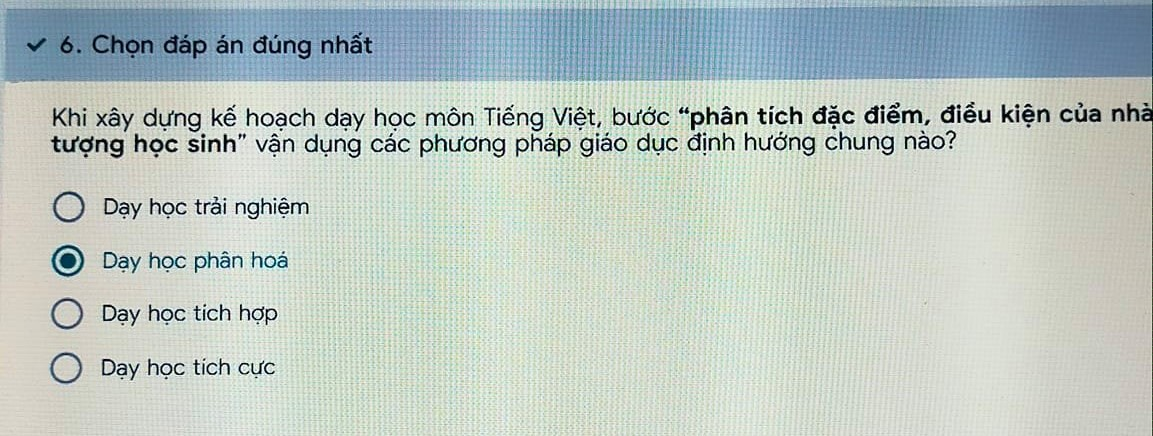 ✓ 6. Chọn đáp án đúng nhất
Khi xây dựng kế hoạch dạy học môn Tiếng Việt, bước “phân tích đặc điểm, điều kiện của nhà
tượng học sinh” vận dụng các phương pháp giáo dục định hướng chung nào?
Dạy học trải nghiệm
Dạy học phân hoá
Dạy học tích hợp
Dạy học tích cực